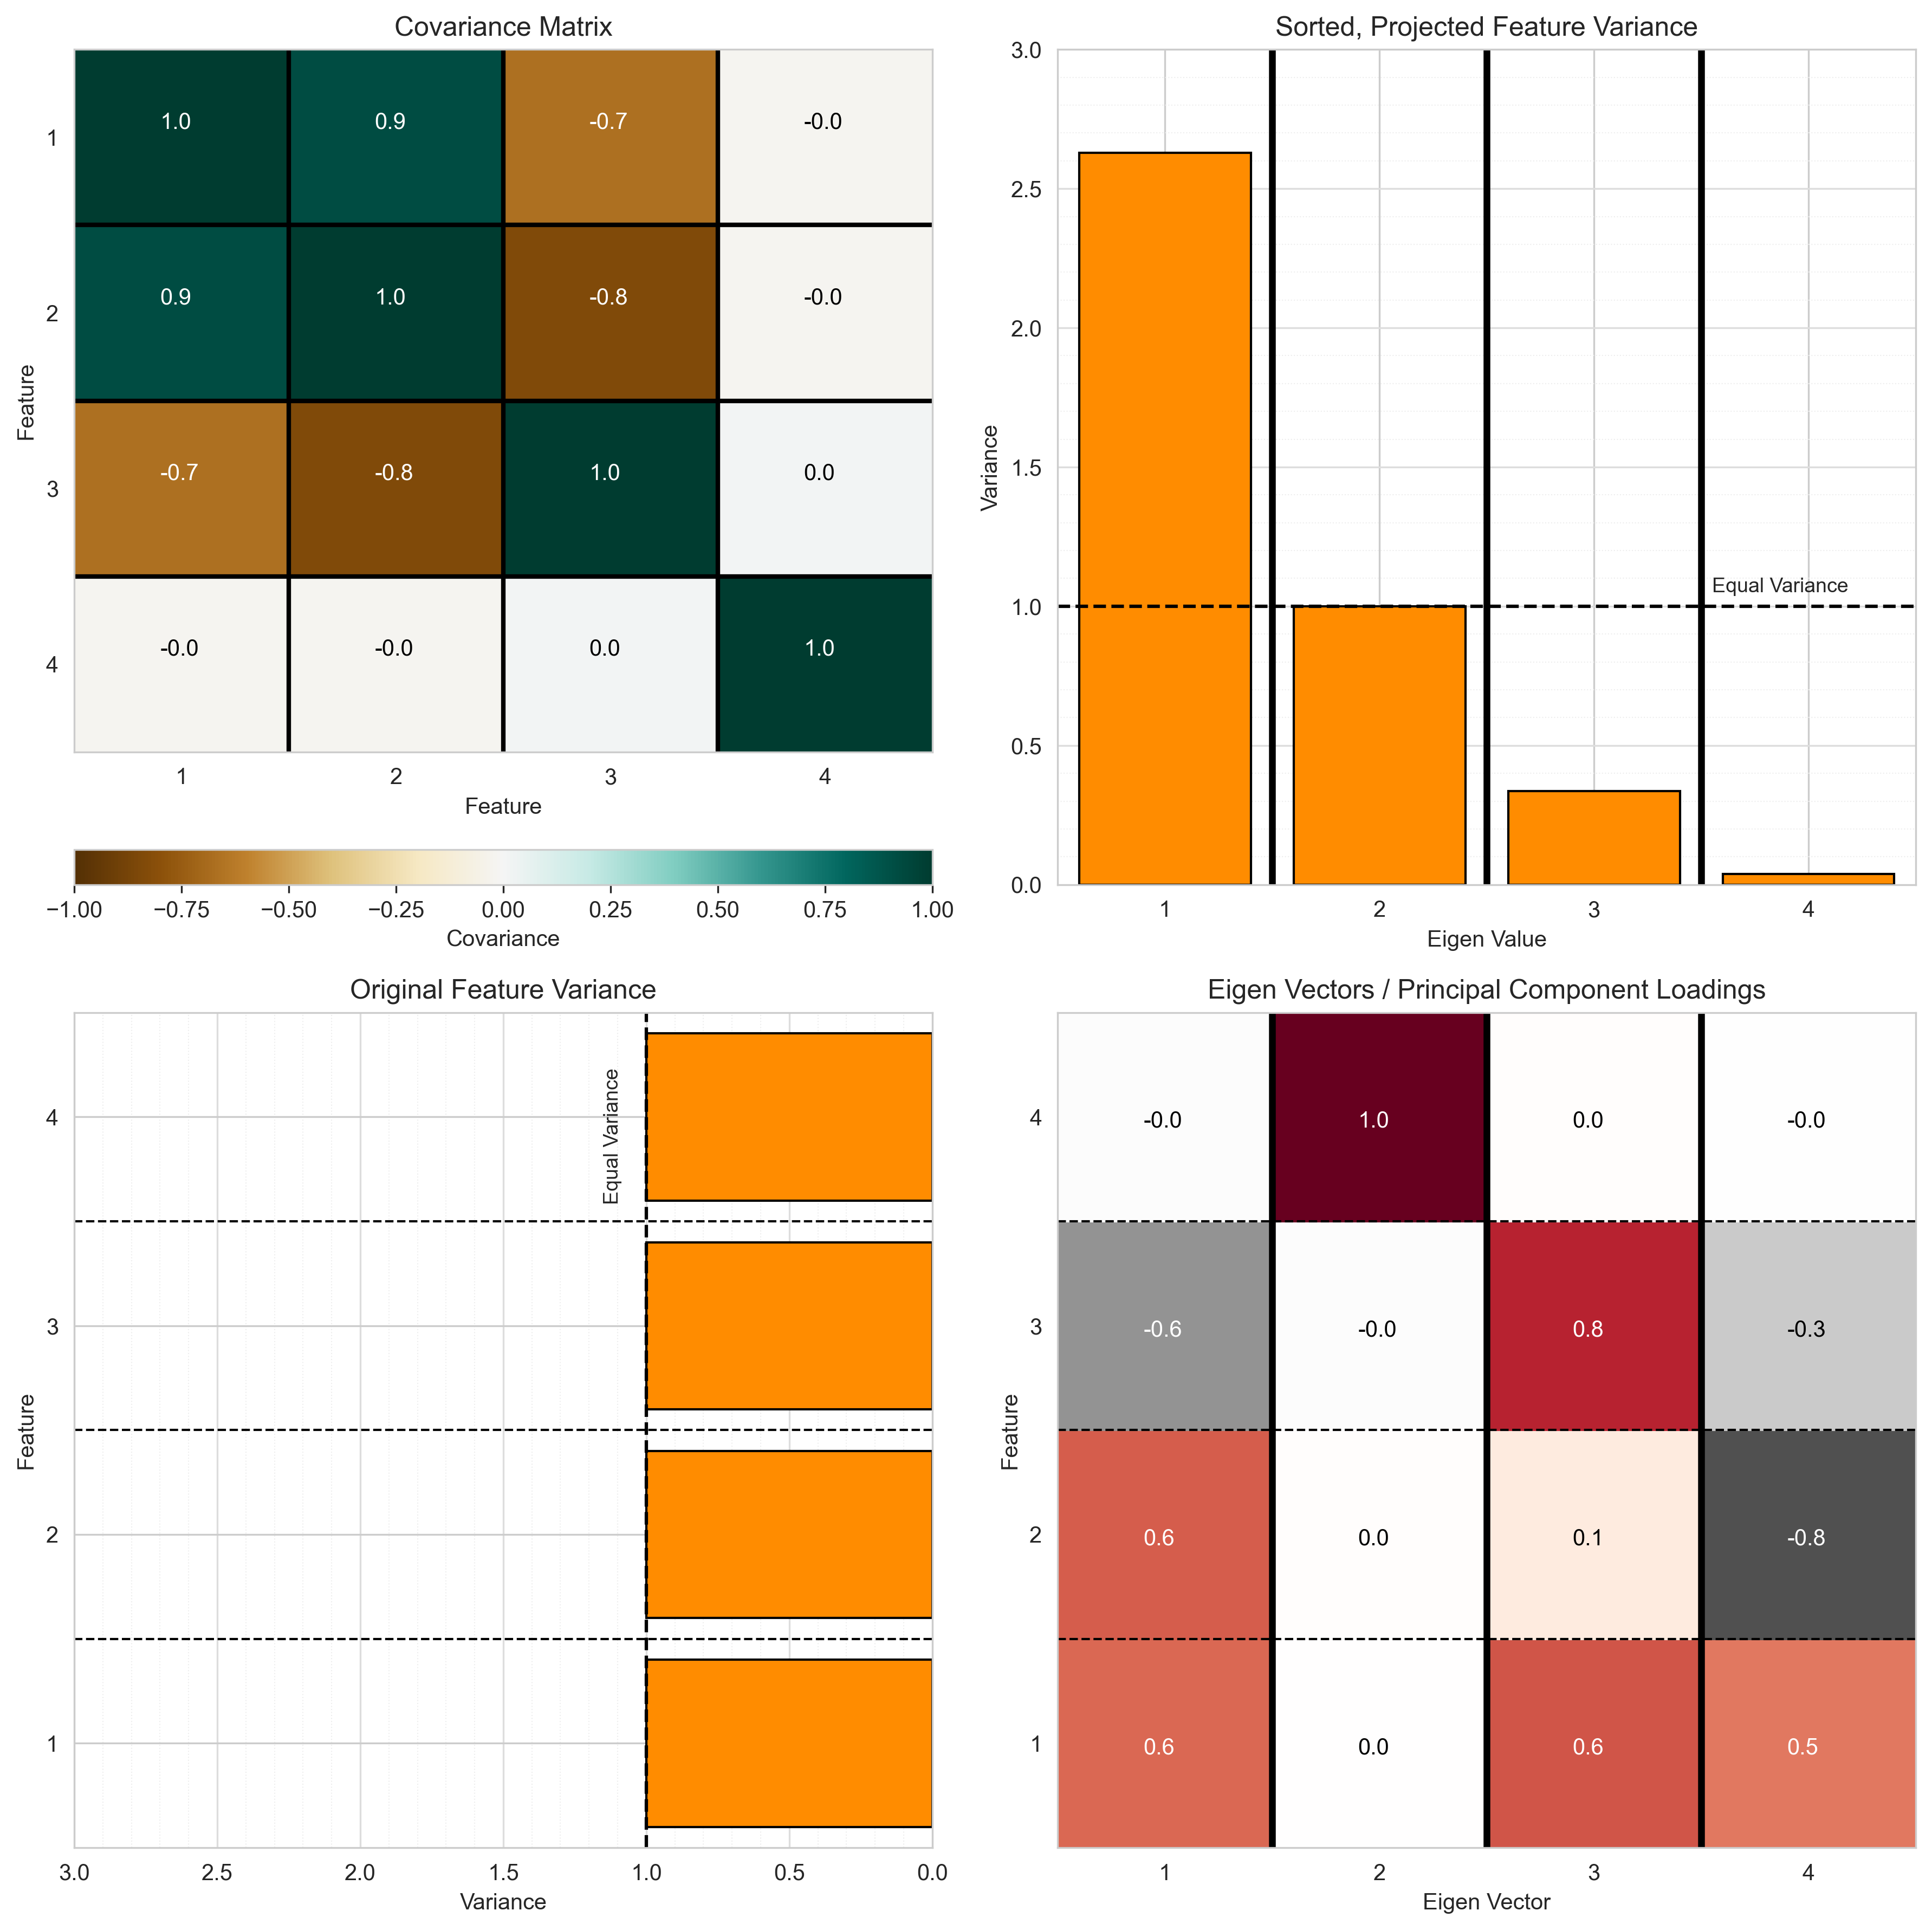 Covariance Matrix
1.0 0.9 -0.7 -0.0
1
0.9 1.0 -0.8 -0.0
2
-0.7 -0.8 1.0 0.0
3
-0.0 -0.0 0.0 1.0
4
Feature
1 2 3 4
Feature
−1.00 −0.75 −0.50 −0.25 0.00 0.25 0.50 0.75 1.00
Covariance
Sorted, Projected Feature Variance
3.0
2.5
2.0
1.5
1.0
0.5
0.0
Variance
Equal Variance
1 2 3 4
Eigen Value
Original Feature Variance
4
3
2
1
Feature
Equal Variance
3.0 2.5 2.0 1.5 1.0 0.5 0.0
Variance
Eigen Vectors / Principal Component Loadings
4 -0.0 1.0 0.0 -0.0
3 -0.6 -0.0 0.8 -0.3
2 0.6 0.0 0.1 -0.8
1 0.6 0.0 0.6 0.5
Feature
1 2 3 4
Eigen Vector